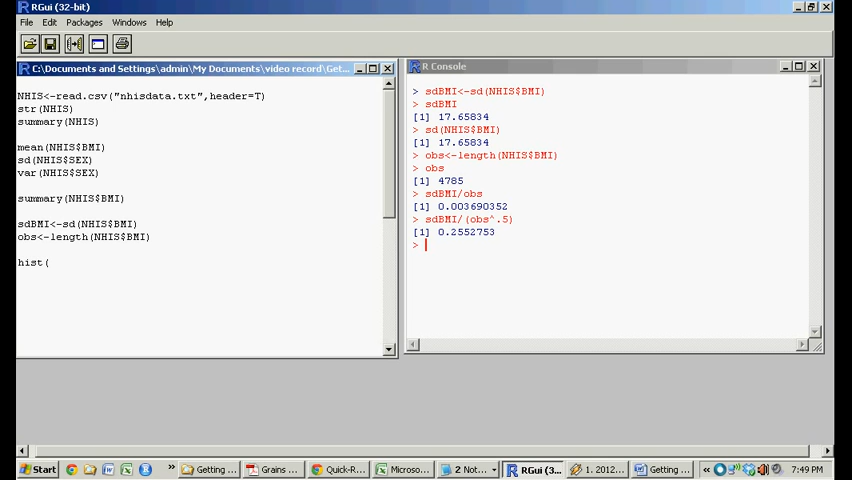 RGui (32-bit)
File Edit Packages Windows Help
C:\Documents and Settings\admin\My Documents\video record\Get...
NHIS<-read.csv("nhisdata.txt",header=T)
str(NHIS)
summary(NHIS)
mean(NHIS$BMI)
sd(NHIS$SEX)
var(NHIS$SEX)
summary(NHIS$BMI)
sdBMI<-sd(NHIS$BMI)
obs<-length(NHIS$BMI)
hist(
R Console
> sdBMI<-sd(NHIS$BMI)
> sdBMI
[1] 17.65834
> sd(NHIS$BMI)
[1] 17.65834
> obs<-length(NHIS$BMI)
> obs
[1] 4785
> sdBMI/obs
[1] 0.003690352
> sdBMI/(obs^.5)
[1] 0.2552753
>
Start » Getting ... Grains ... Quick-R... Microso... 2 Not... RGui (3... 1. 2012... Getting ... « 7:49 PM